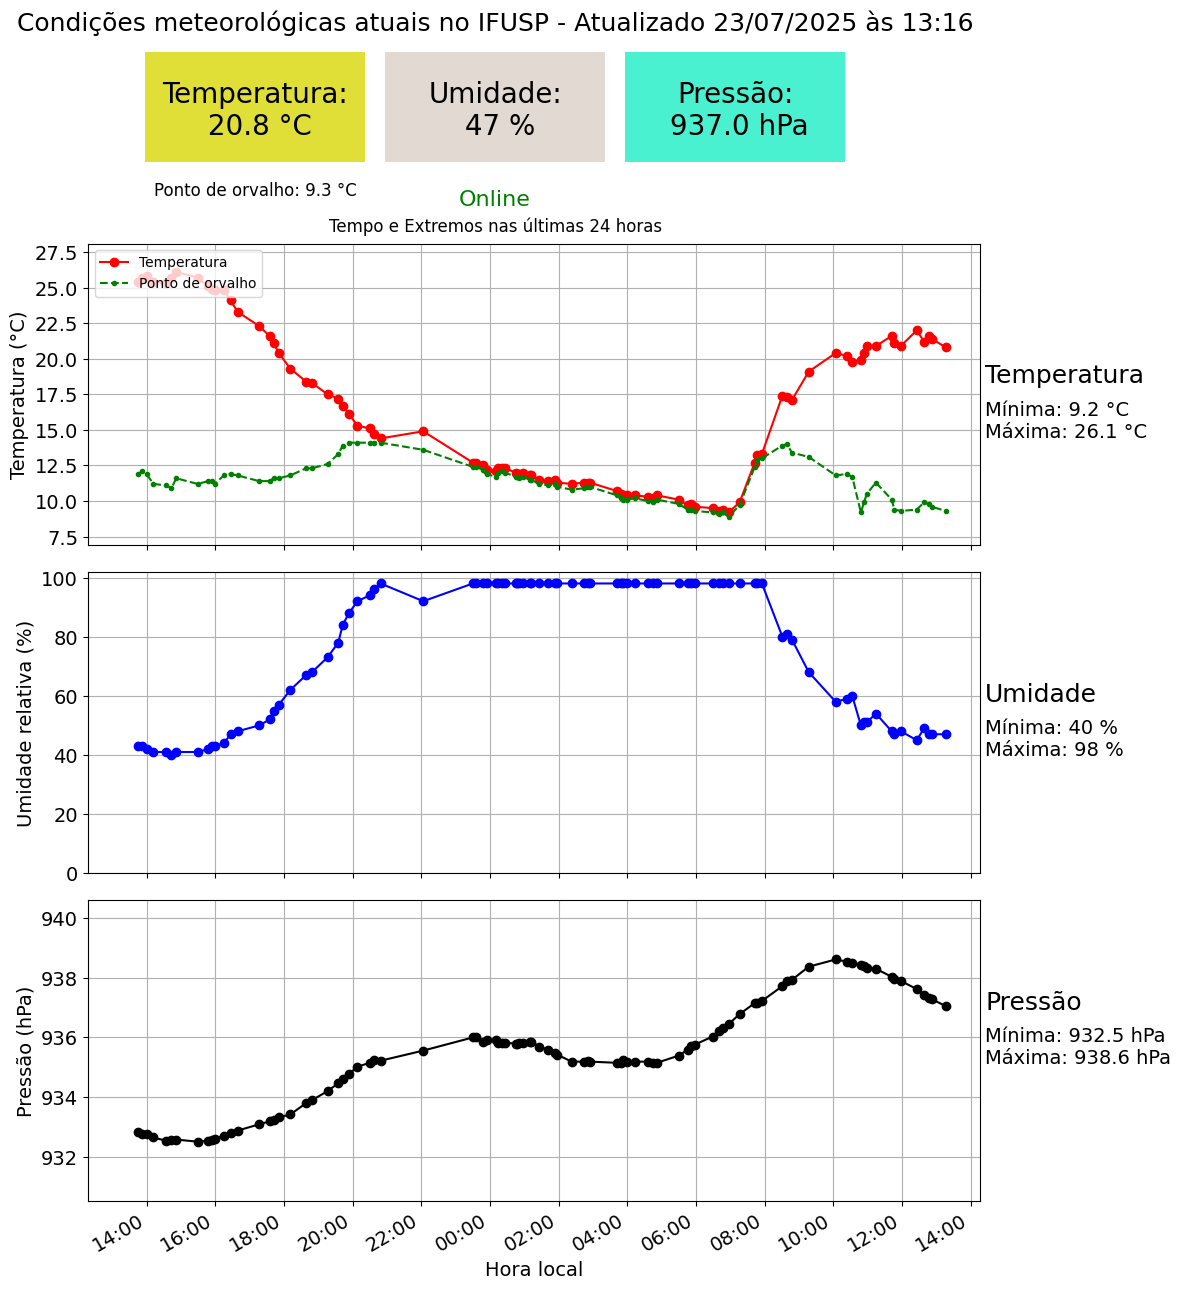 Condições meteorológicas atuais no IFUSP - Atualizado 23/07/2025 às 13:16
Temperatura:
20.8 °C
Umidade:
47 %
Pressão:
937.0 hPa
Ponto de orvalho: 9.3 °C
Online
Tempo e Extremos nas últimas 24 horas
Temperatura (°C)
27.5
25.0
22.5
20.0
17.5
15.0
12.5
10.0
7.5
Temperatura
Ponto de orvalho
Temperatura
Mínima: 9.2 °C
Máxima: 26.1 °C
Umidade relativa (%)
100
80
60
40
20
0
Umidade
Mínima: 40 %
Máxima: 98 %
Pressão (hPa)
940
938
936
934
932
Pressão
Mínima: 932.5 hPa
Máxima: 938.6 hPa
14:00 16:00 18:00 20:00 22:00 00:00 02:00 04:00 06:00 08:00 10:00 12:00 14:00
Hora local